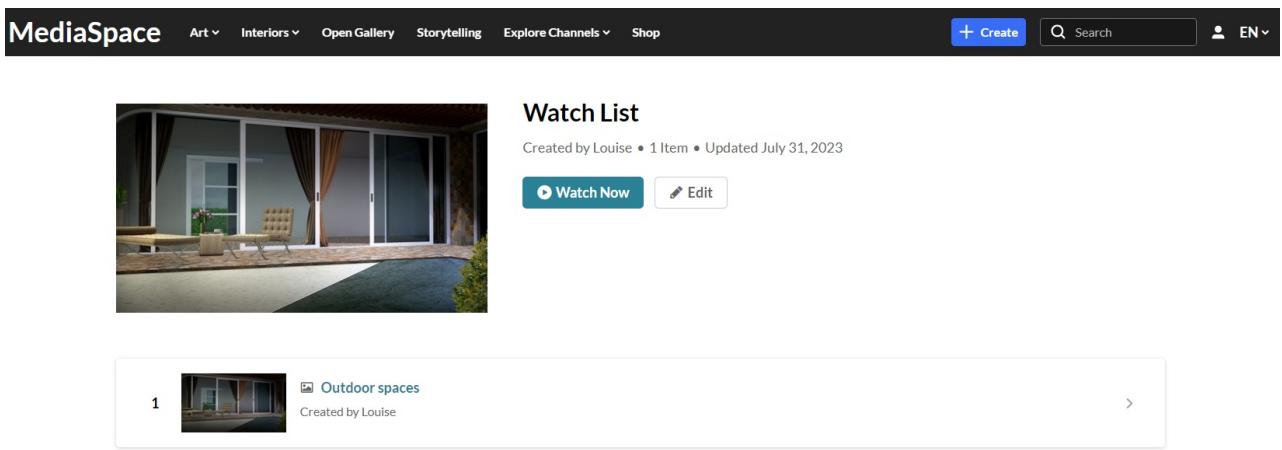 MediaSpace Art Interiors Open Gallery Storytelling Explore Channels Shop + Create Search EN
Watch List
Created by Louise • 1 Item • Updated July 31, 2023
Watch Now Edit
1 Outdoor spaces
Created by Louise